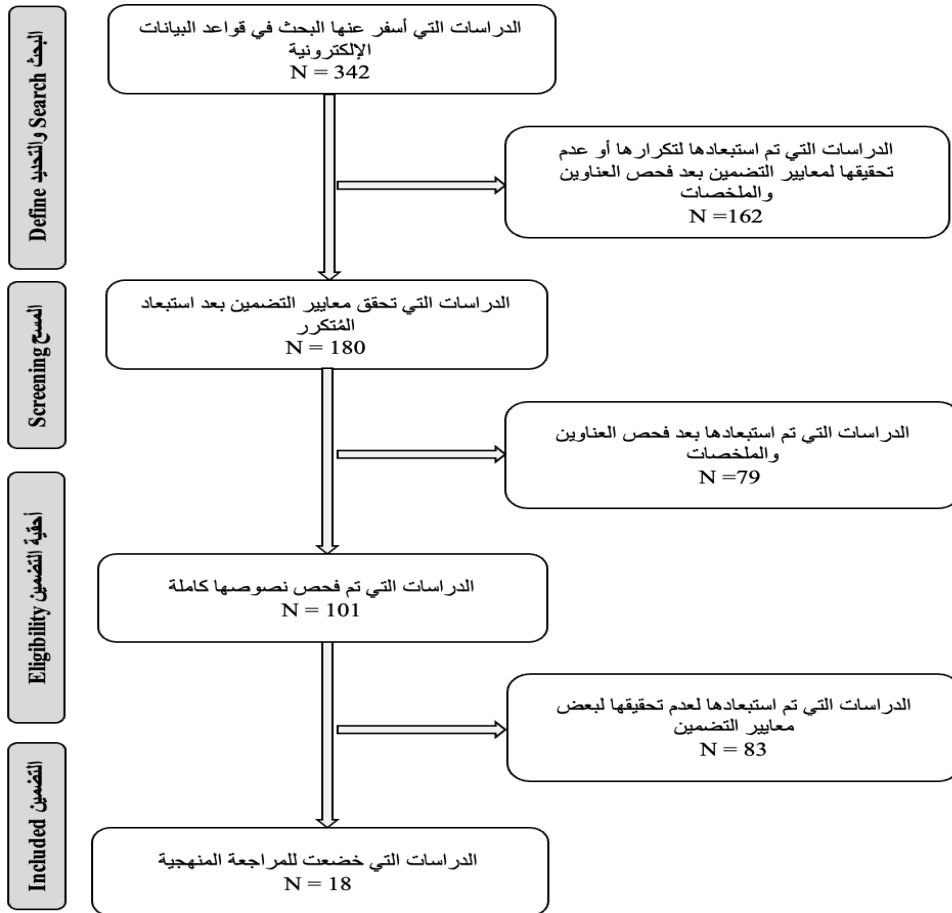 البحث Search والتحديد Define
الدراسات التي أسفر عنها البحث في قواعد البيانات
الإلكترونية
N = 342
الدراسات التي تم استبعادها لتكرارها أو عدم
تحقيقها لمعايير التضمين بعد فحص العناوين
والملخصات
N =162
المسح Screening
الدراسات التي تحقق معايير التضمين بعد استبعاد
المُتكرر
N = 180
الدراسات التي تم استبعادها بعد فحص العناوين
والملخصات
N =79
أحقية التضمين Eligibility
الدراسات التي تم فحص نصوصها كاملة
N = 101
الدراسات التي تم استبعادها لعدم تحقيقها لبعض
معايير التضمين
N = 83
التضمين Included
الدراسات التي خضعت للمراجعة المنهجية
N = 18